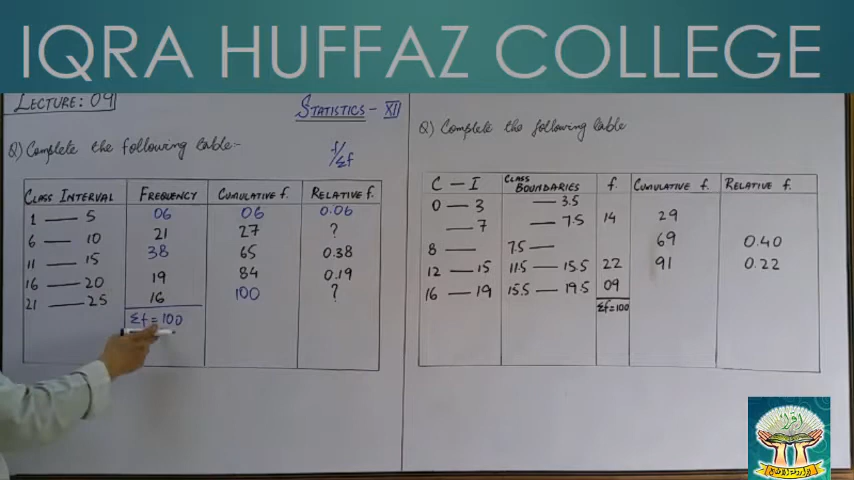 IQRA HUFFAZ COLLEGE
LECTURE: 09
STATISTICS - XI
Q) Complete the following table:-
f/Σf
CLASS INTERVAL FREQUENCY CUMULATIVE f. RELATIVE f.
1 — 5 06 06 0.06
6 — 10 21 27 ?
11 — 15 38 65 0.38
16 — 20 19 84 0.19
21 — 25 16 100 ?
Σf = 100
Q) Complete the following table
C - I CLASS BOUNDARIES f. CUMULATIVE f. RELATIVE f.
0 — 3 — 3.5
— 7 — 7.5 14 29
8 — 7.5 — 69 0.40
12 — 15 11.5 — 15.5 22 91 0.22
16 — 19 15.5 — 19.5 09
Σf=100